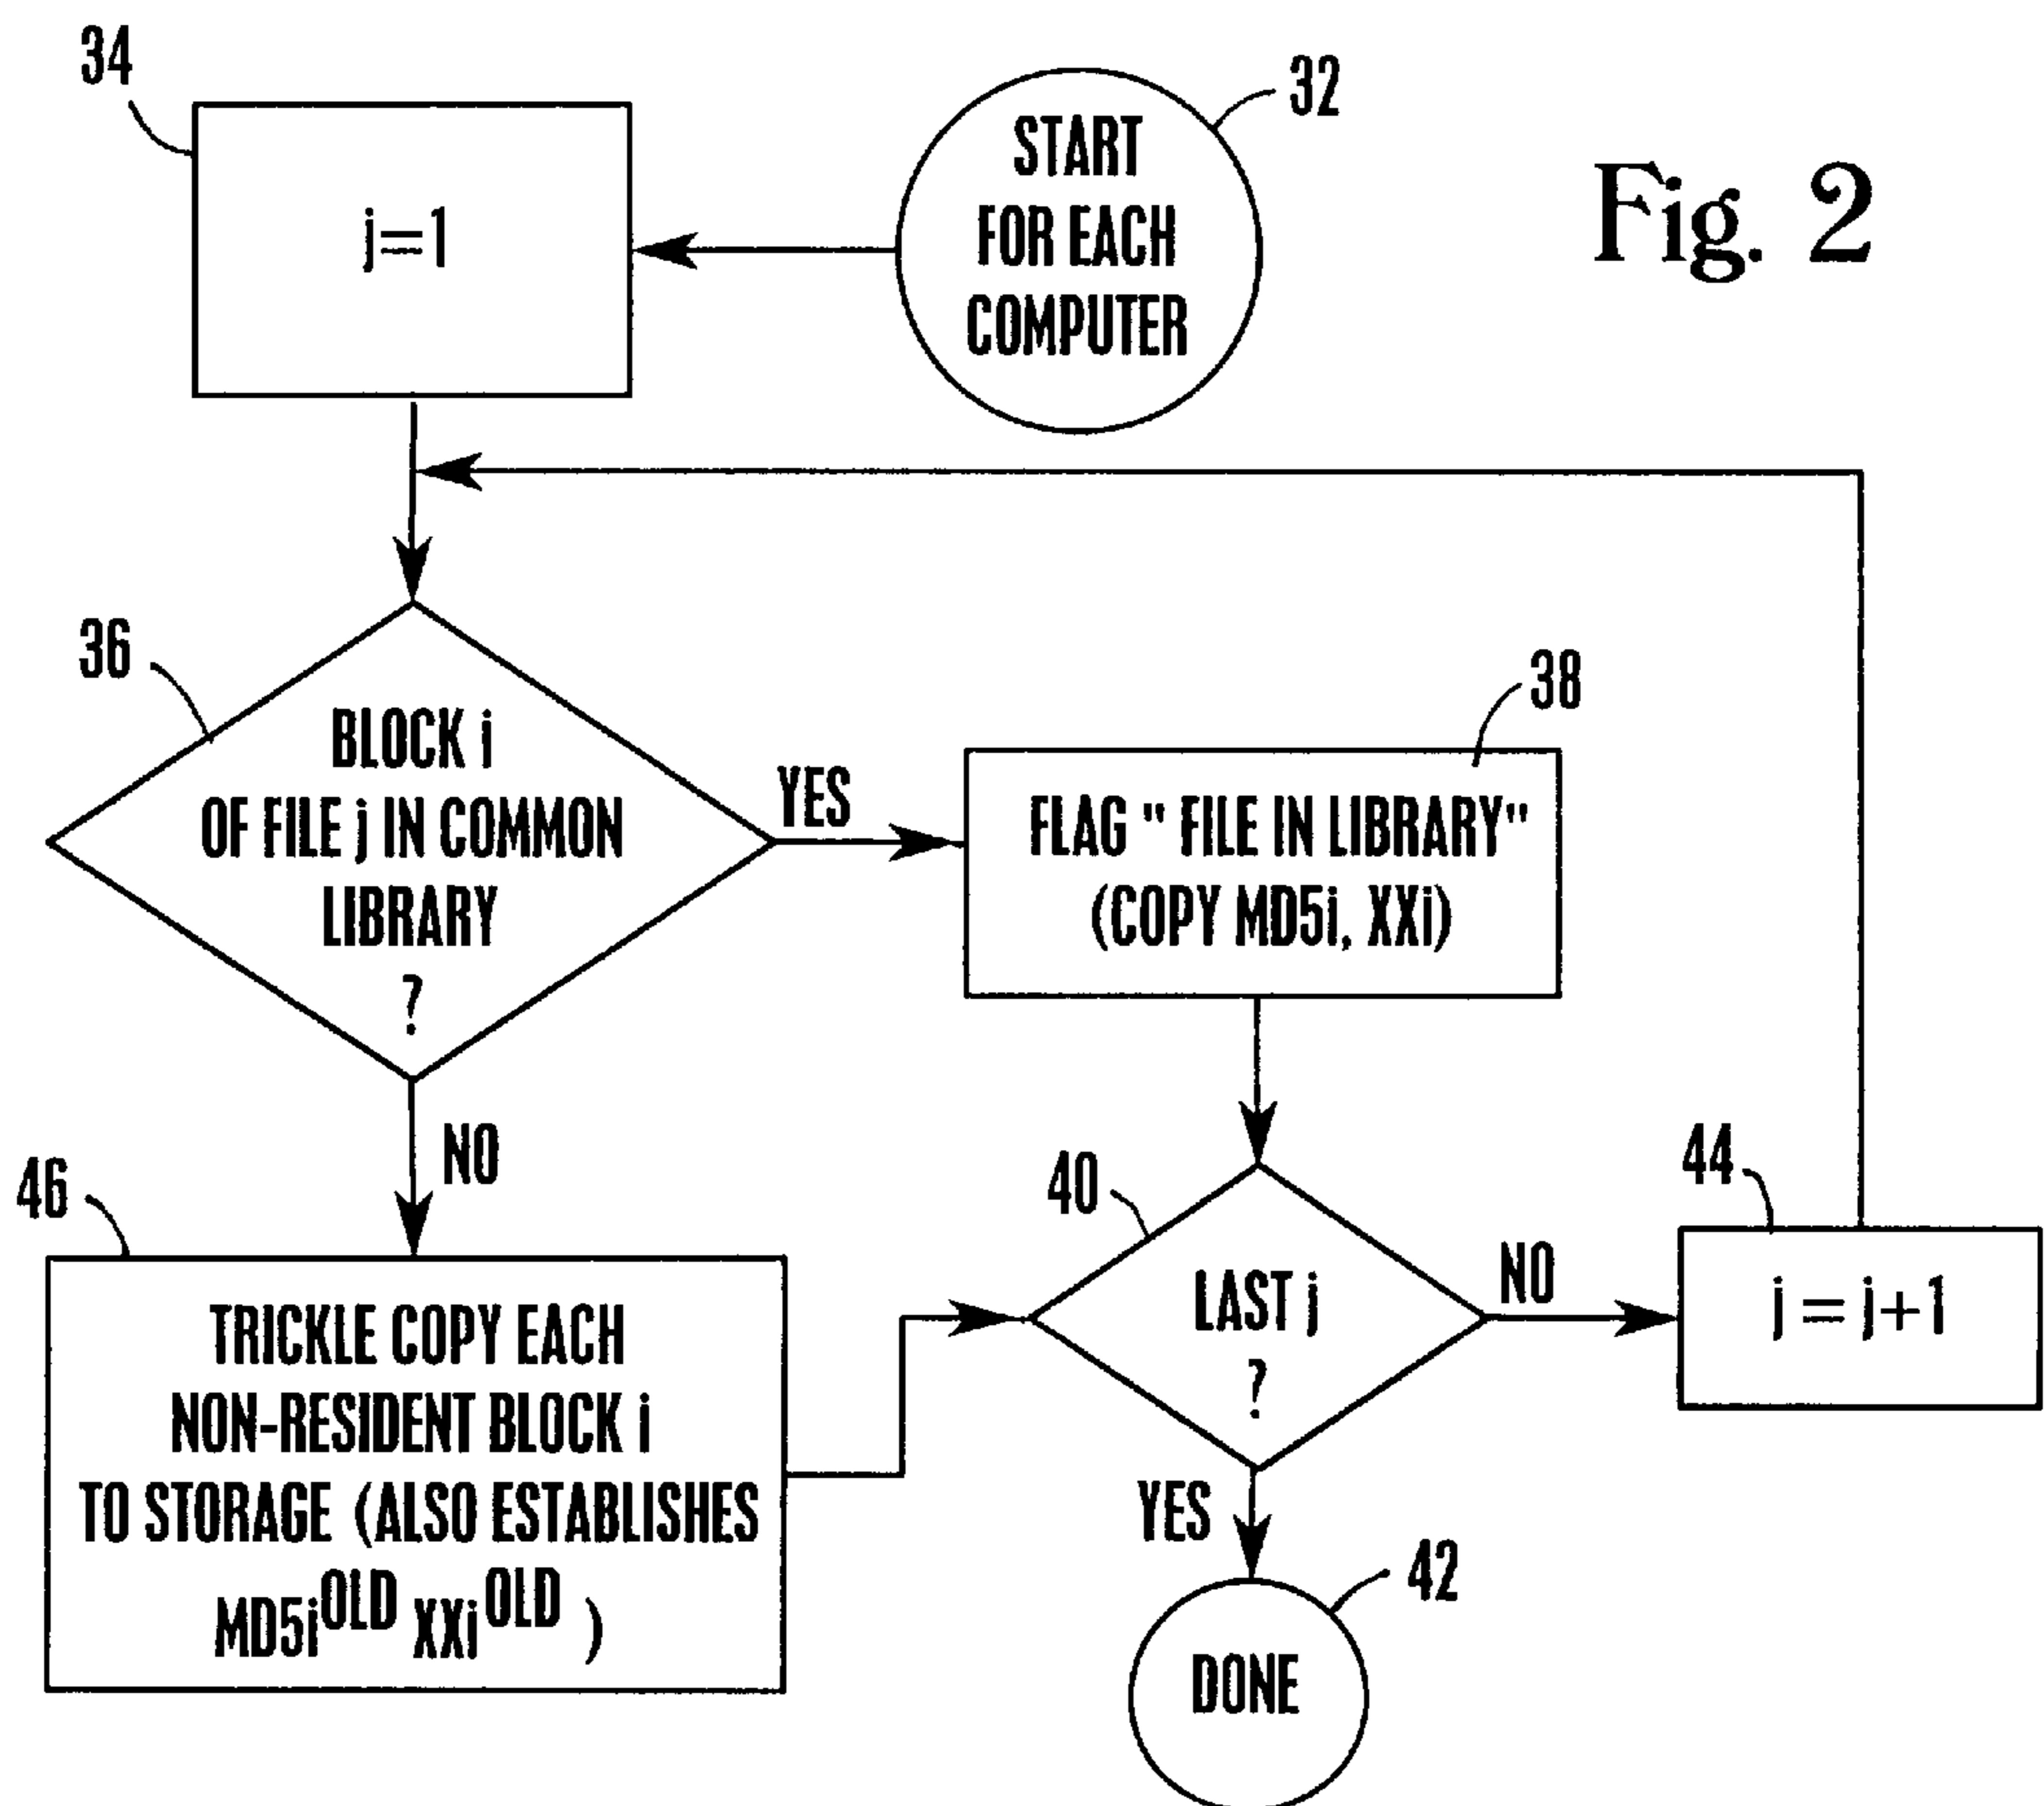 34
32
Fig. 2
START
FOR EACH
COMPUTER
j=1
36
38
BLOCK i
OF FILE j IN COMMON
LIBRARY
?
YES
FLAG " FILE IN LIBRARY"
(COPY MD5i, XXi)
NO
46
40
44
TRICKLE COPY EACH
NON-RESIDENT BLOCK i
TO STORAGE (ALSO ESTABLISHES
MD5i^OLD XXi^OLD )
LAST j
?
NO
j = j+1
YES
42
DONE